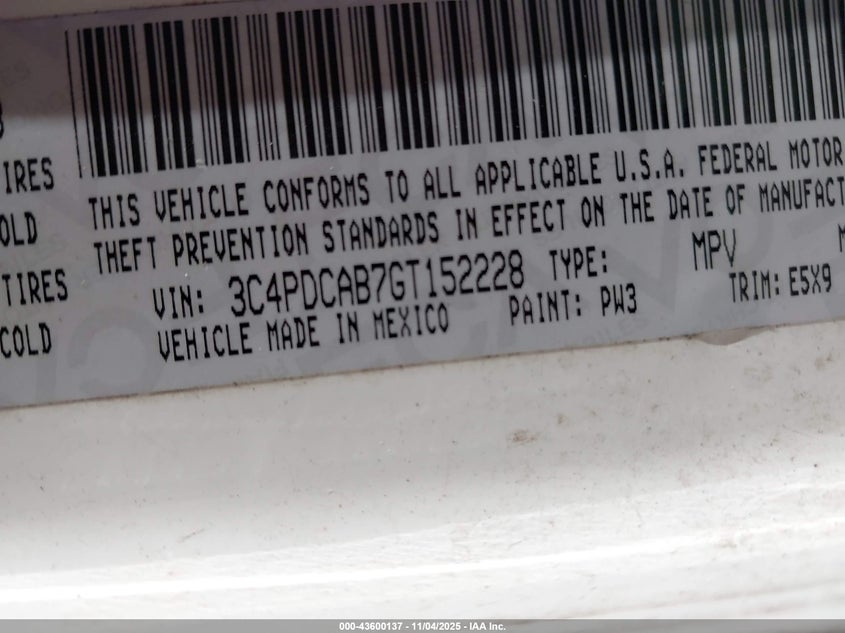 IRES
OLD
TIRES
COLD
THIS VEHICLE CONFORMS TO ALL APPLICABLE U.S.A. FEDERAL MOTOR
THEFT PREVENTION STANDARDS IN EFFECT ON THE DATE OF MANUFACT
VIN: 3C4PDCAB7GT152228 TYPE: MPV
VEHICLE MADE IN MEXICO PAINT: PW3 TRIM: E5X9
000-43600137 - 11/04/2025 - IAA Inc.